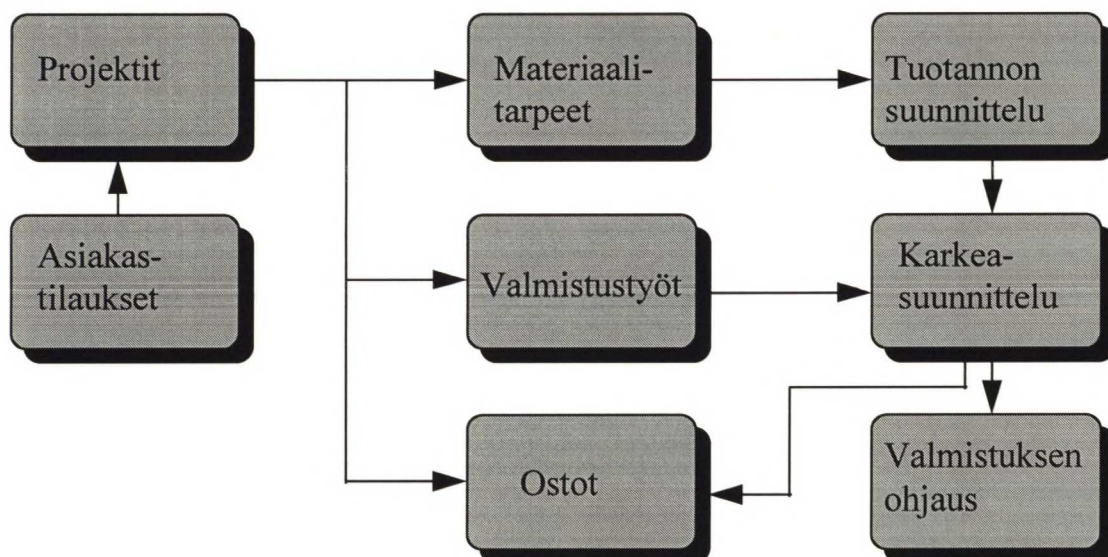 Projektit
Materiaali-
tarpeet
Tuotannon
suunnittelu
Asiakas-
tilaukset
Valmistustyöt
Karkea-
suunnittelu
Ostot
Valmistuksen
ohjaus